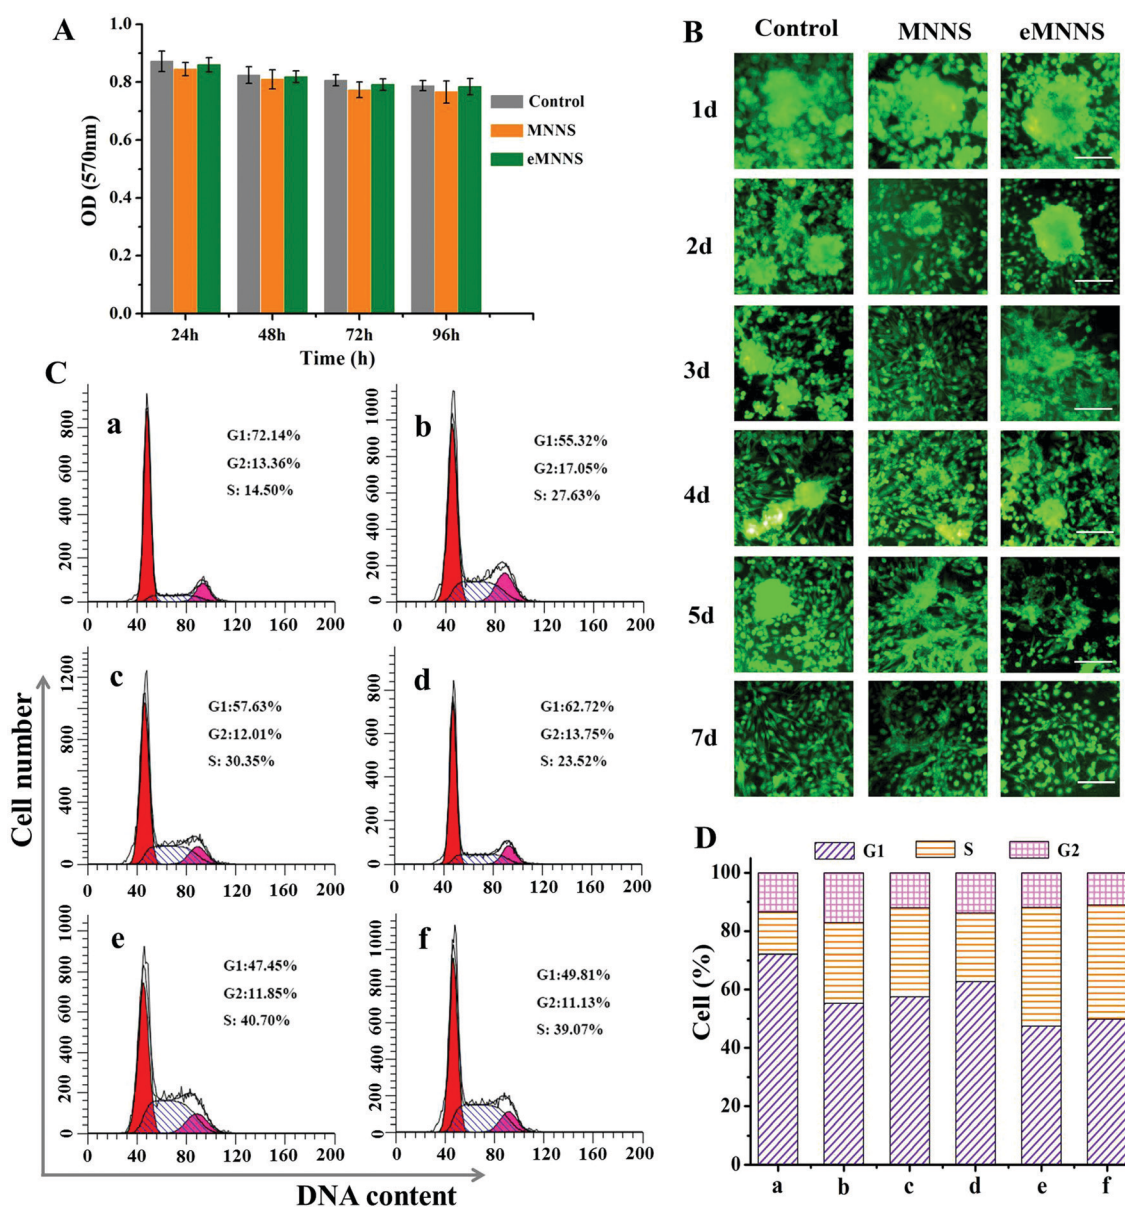 A
1.0
0.8
0.6
0.4
0.2
0.0
OD (570nm)
24h 48h 72h 96h
Time (h)
Control
MNNS
eMNNS
B
Control MNNS eMNNS
1d
2d
3d
4d
5d
7d
C
a
G1:72.14%
G2:13.36%
S: 14.50%
800
600
400
200
0
0 40 80 120 160 200
b
G1:55.32%
G2:17.05%
S: 27.63%
1000
800
600
400
200
0
0 40 80 120 160 200
c
G1:57.63%
G2:12.01%
S: 30.35%
1200
800
400
0
0 40 80 120 160 200
d
G1:62.72%
G2:13.75%
S: 23.52%
800
600
400
200
0
0 40 80 120 160 200
e
G1:47.45%
G2:11.85%
S: 40.70%
1000
800
600
400
200
0
0 40 80 120 160 200
f
G1:49.81%
G2:11.13%
S: 39.07%
1000
800
600
400
200
0
0 40 80 120 160 200
Cell number
DNA content
D
G1 S G2
100
80
60
40
20
0
Cell (%)
a b c d e f